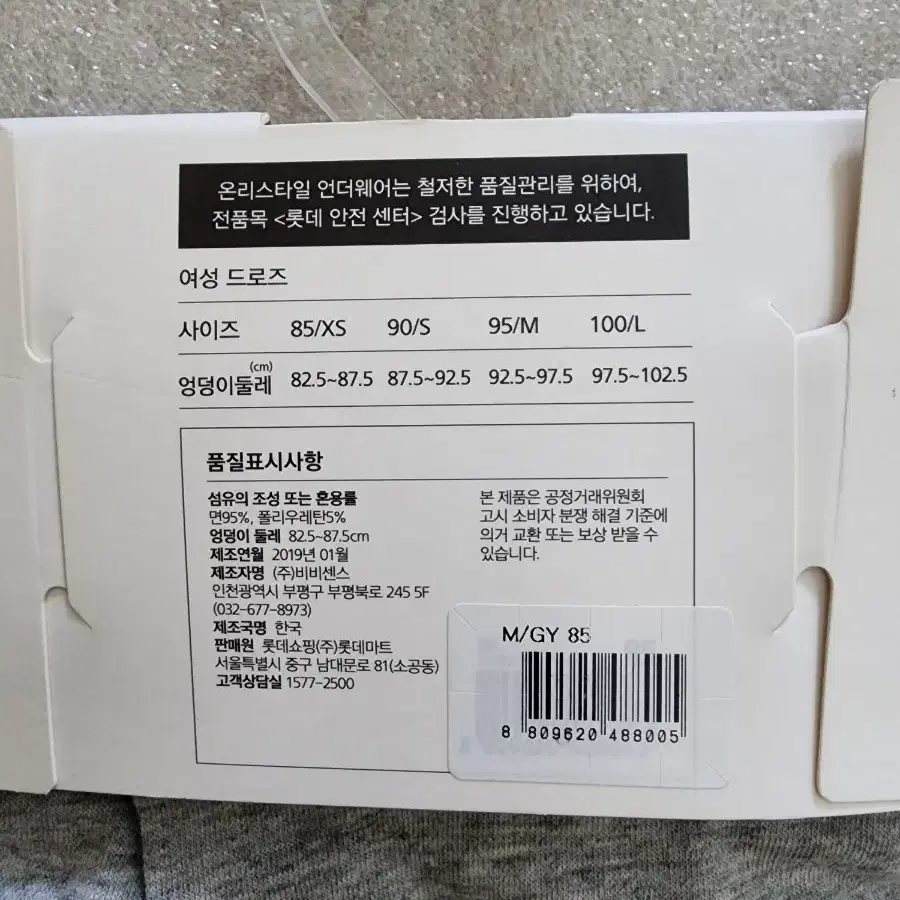 온리스타일 언더웨어는 철저한 품질관리를 위하여,
전품목 <롯데 안전 센터> 검사를 진행하고 있습니다.
여성 드로즈
사이즈 85/XS 90/S 95/M 100/L
(cm)
엉덩이둘레 82.5~87.5 87.5~92.5 92.5~97.5 97.5~102.5
품질표시사항
섬유의 조성 또는 혼용률
면95%, 폴리우레탄5%
엉덩이 둘레 82.5~87.5cm
제조연월 2019년 01월
제조자명 (주)비비센스
인천광역시 부평구 부평북로 245 5F
(032-677-8973)
제조국명 한국
판매원 롯데쇼핑(주)롯데마트
서울특별시 중구 남대문로 81(소공동)
고객상담실 1577-2500
본 제품은 공정거래위원회
고시 소비자 분쟁 해결 기준에
의거 교환 또는 보상 받을 수
있습니다.
M/GY 85
8 809620 488005